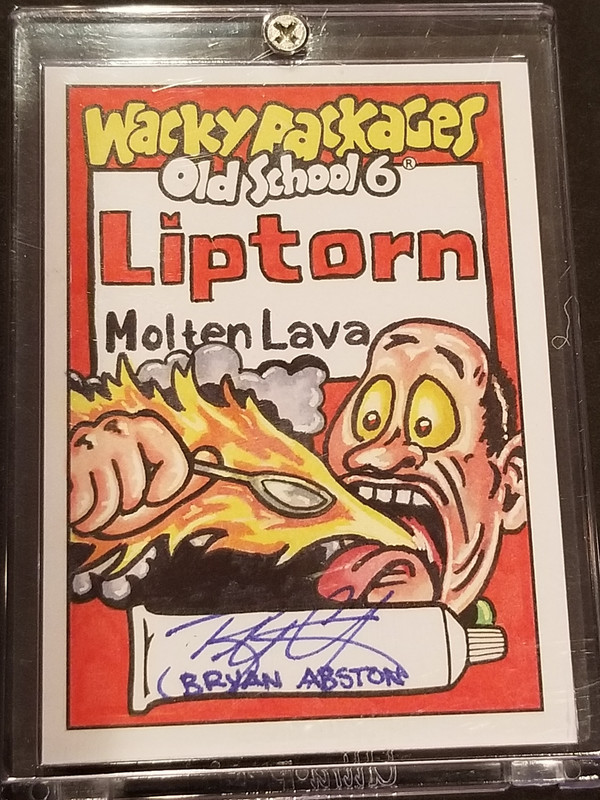 Wacky Packages
Old School 6®
Liptorn
Molten Lava
BRYAN ABSTON